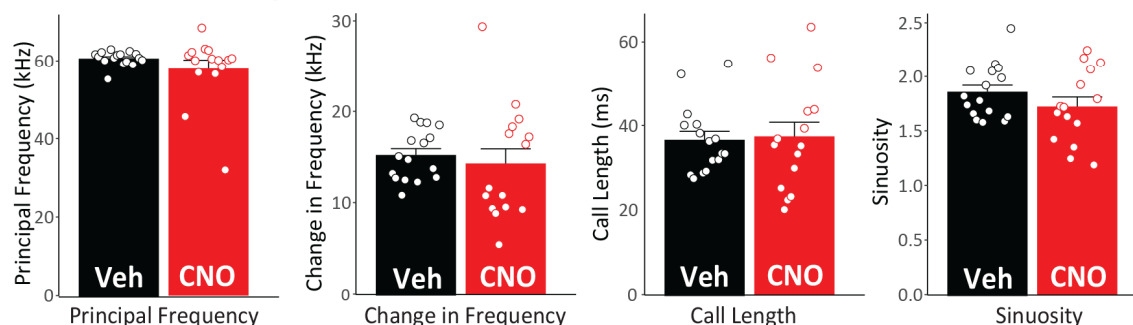 Principal Frequency (kHz)
60
40
20
0
Veh
CNO
Principal Frequency
Change in Frequency (kHz)
30
20
10
0
Veh
CNO
Change in Frequency
Call Length (ms)
60
40
20
0
Veh
CNO
Call Length
Sinuosity
2.5
2.0
1.5
1.0
0.5
0.0
Veh
CNO
Sinuosity